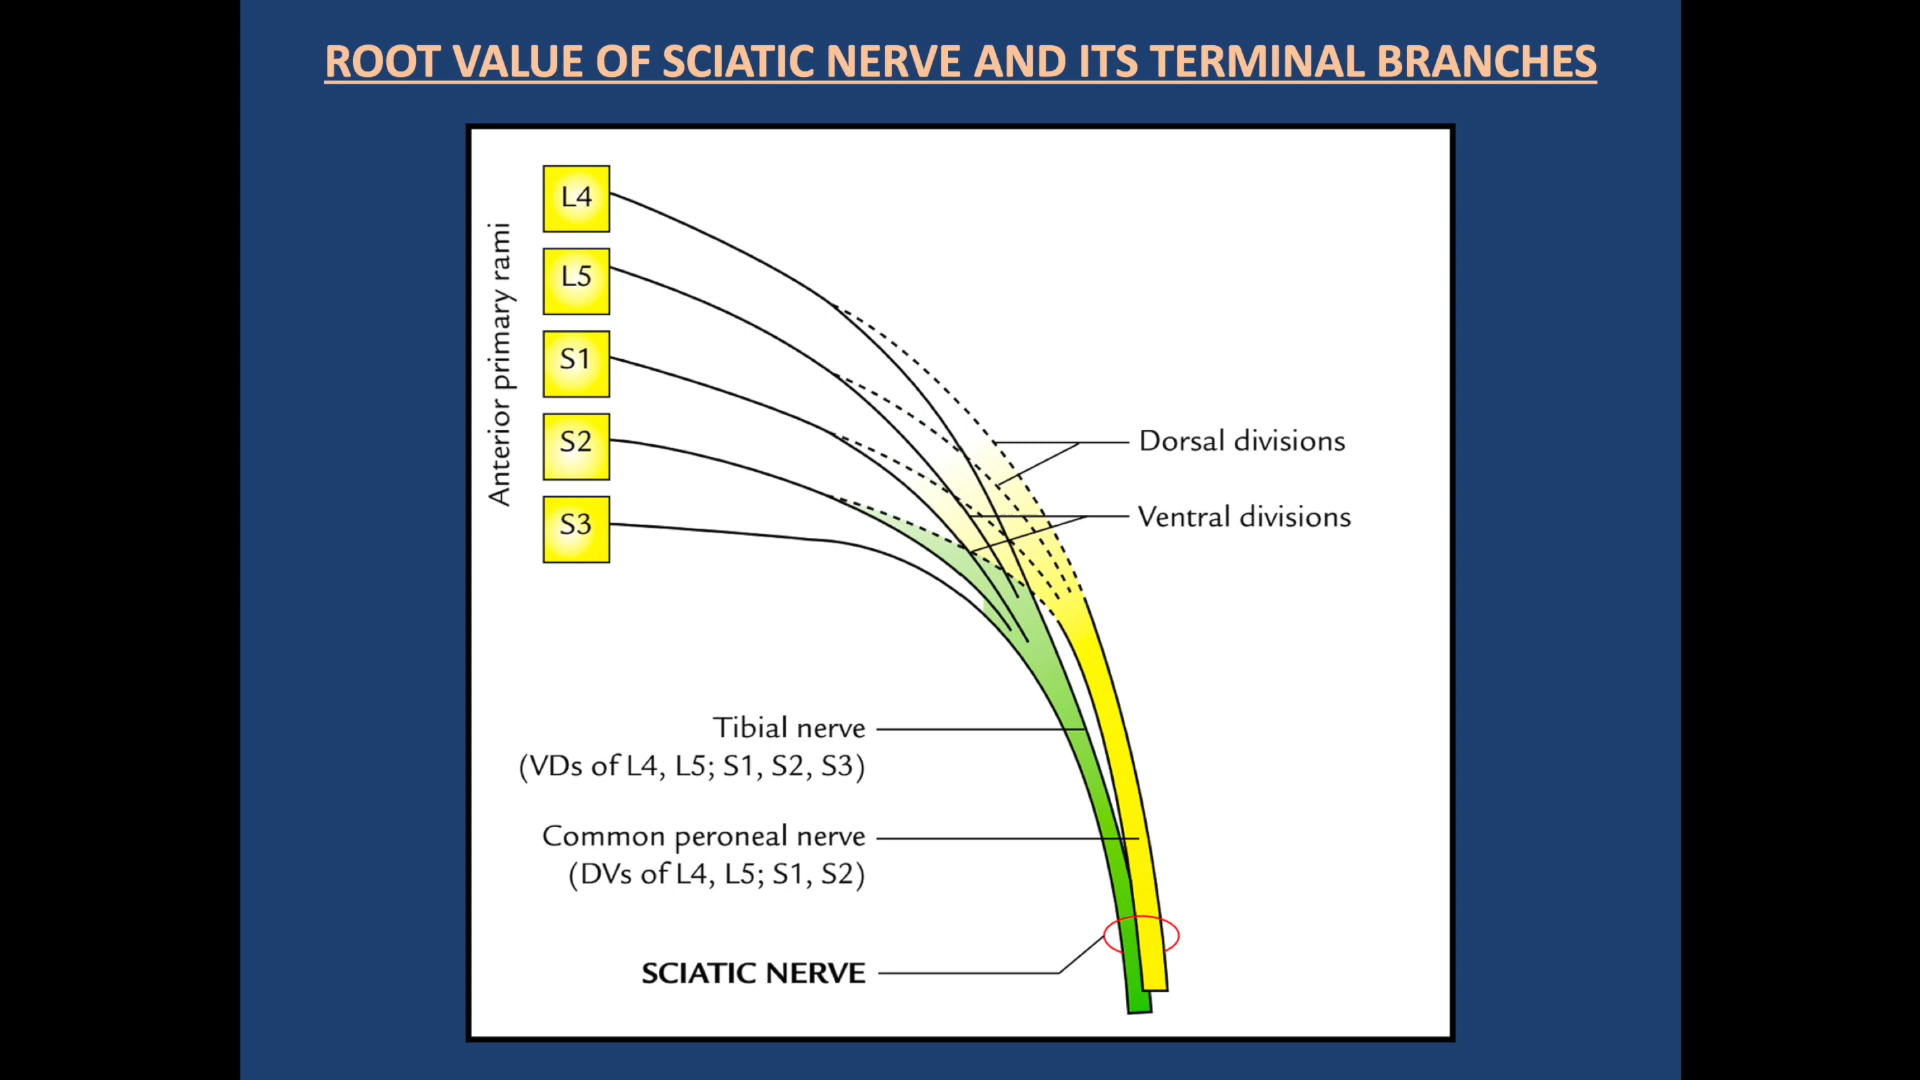 ROOT VALUE OF SCIATIC NERVE AND ITS TERMINAL BRANCHES
Anterior primary rami
L4
L5
S1
S2
S3
Dorsal divisions
Ventral divisions
Tibial nerve
(VDs of L4, L5; S1, S2, S3)
Common peroneal nerve
(DVs of L4, L5; S1, S2)
SCIATIC NERVE